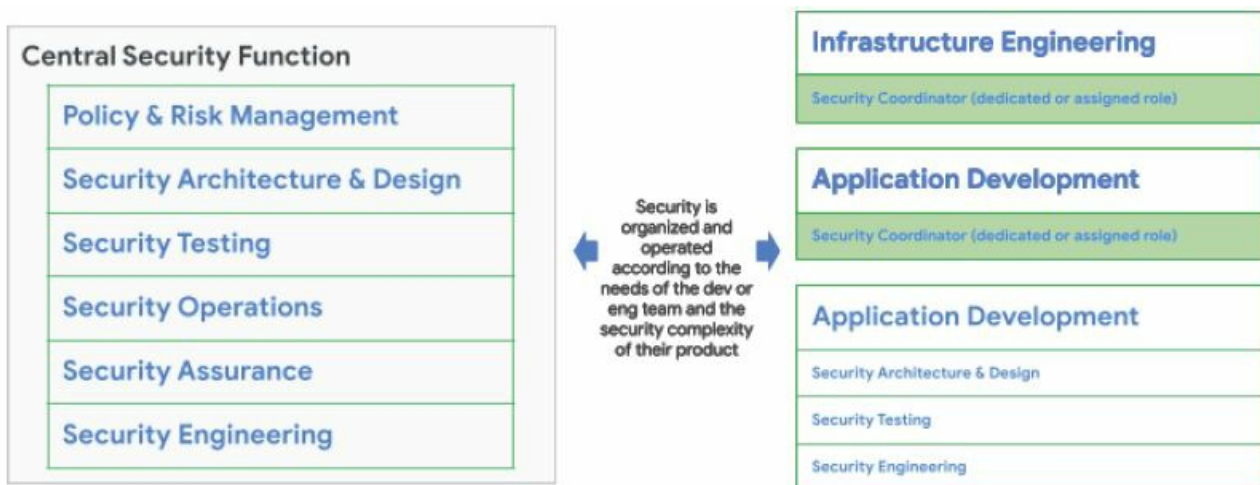 Central Security Function
Policy & Risk Management
Security Architecture & Design
Security Testing
Security Operations
Security Assurance
Security Engineering
Security is
organized and
operated
according to the
needs of the dev or
eng team and the
security complexity
of their product
Infrastructure Engineering
Security Coordinator (dedicated or assigned role)
Application Development
Security Coordinator (dedicated or assigned role)
Application Development
Security Architecture & Design
Security Testing
Security Engineering